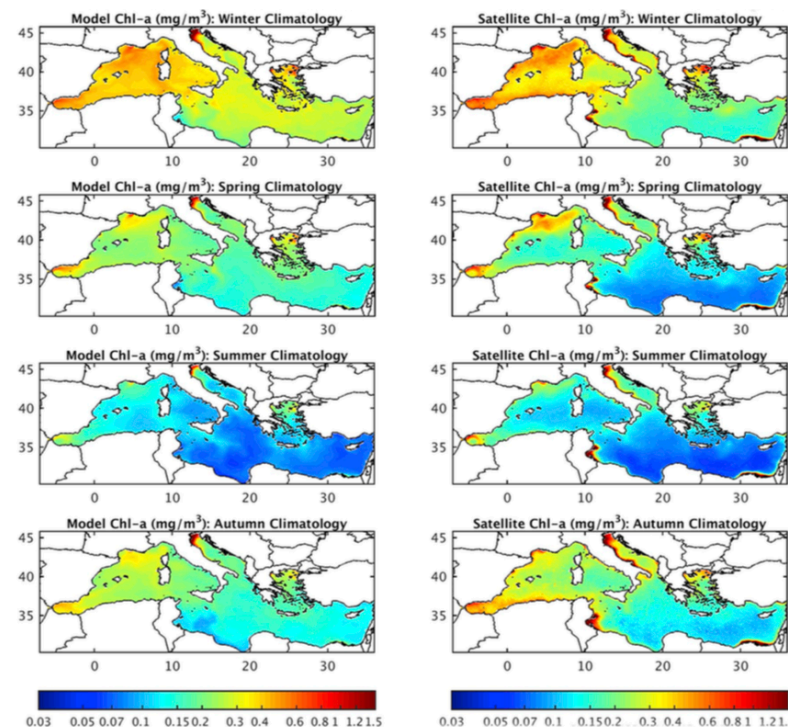 Model Chl-a (mg/m³): Winter Climatology
Satellite Chl-a (mg/m³): Winter Climatology
45
40
35
0 10 20 30
45
40
35
0 10 20 30
Model Chl-a (mg/m³): Spring Climatology
Satellite Chl-a (mg/m³): Spring Climatology
45
40
35
0 10 20 30
45
40
35
0 10 20 30
Model Chl-a (mg/m³): Summer Climatology
Satellite Chl-a (mg/m³): Summer Climatology
45
40
35
0 10 20 30
45
40
35
0 10 20 30
Model Chl-a (mg/m³): Autumn Climatology
Satellite Chl-a (mg/m³): Autumn Climatology
45
40
35
0 10 20 30
45
40
35
0 10 20 30
0.03 0.05 0.07 0.1 0.15 0.2 0.3 0.4 0.6 0.8 1 1.2 1.5
0.03 0.05 0.07 0.1 0.15 0.2 0.3 0.4 0.6 0.8 1 1.2 1.